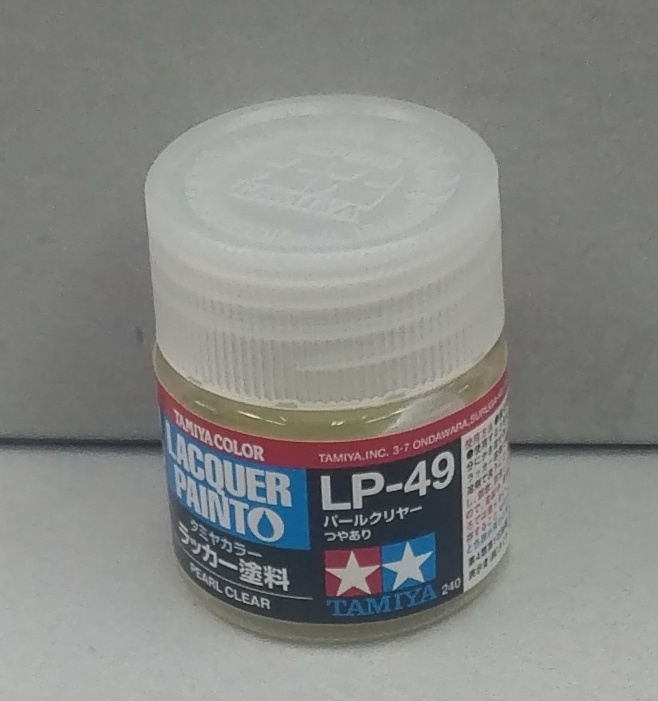 TAMIYA
TAMIYA COLOR
LACQUER
PAINT
タミヤカラー
ラッカー塗料
PEARL CLEAR
TAMIYA, INC. 3-7 ONDAWARA, SURUGA-KU
LP-49
パールクリヤー
つやあり
TAMIYA
240